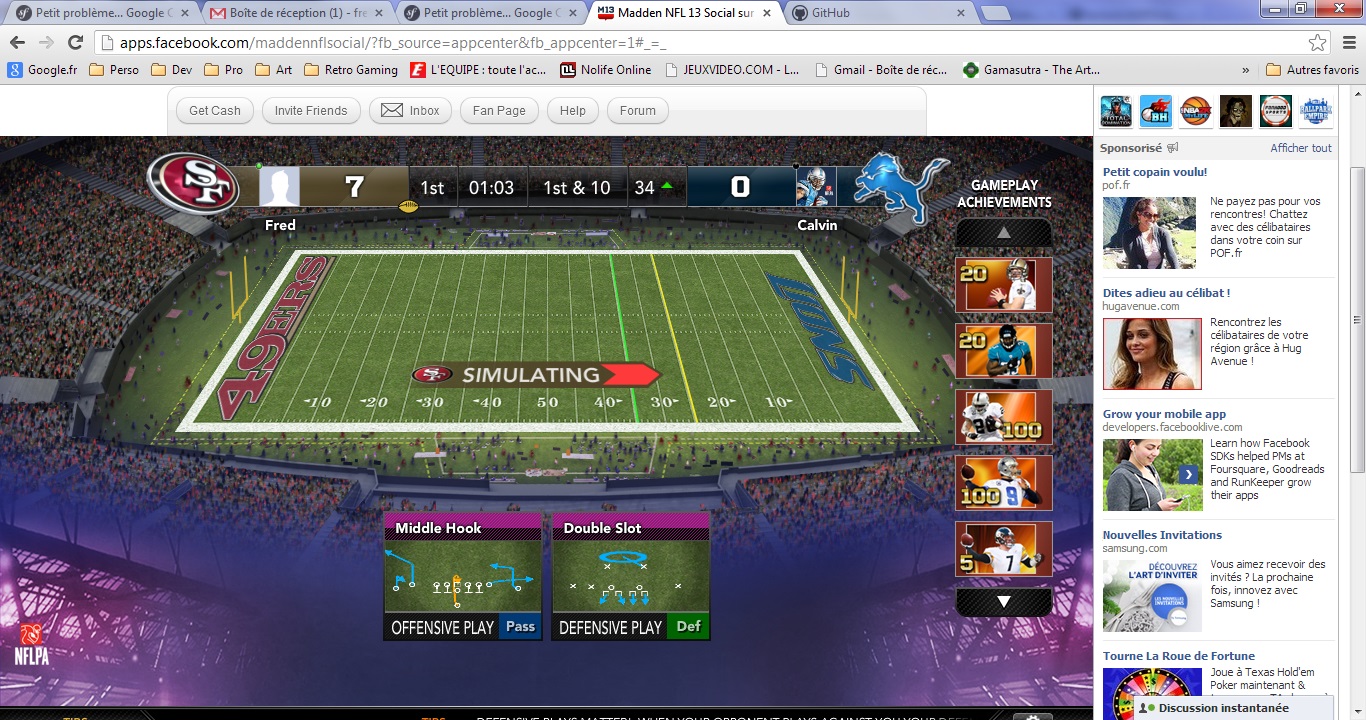 Petit problème... Google C
Boîte de réception (1) - fre
Petit problème... Google C
M13
Madden NFL 13 Social sur
GitHub
apps.facebook.com/maddennflsocial/?fb_source=appcenter&fb_appcenter=1#_=_
Google.fr
Perso
Dev
Pro
Art
Retro Gaming
L'EQUIPE : toute l'ac...
Nolife Online
JEUXVIDEO.COM - L...
Gmail - Boîte de réc...
Gamasutra - The Art...
»
Autres favoris
Get Cash
Invite Friends
Inbox
Fan Page
Help
Forum
SF
7
1st
01:03
1st & 10
34
0
Fred
Calvin
GAMEPLAY
ACHIEVEMENTS
20
20
100
100
5
49ERS
LIONS
SF
SIMULATING
10 20 30 40 50 40 30 20 10
Middle Hook
OFFENSIVE PLAY
Pass
Double Slot
DEFENSIVE PLAY
Def
NFLPA
TIPS
TIPS
DEFENSIVE PLAYS MATTER! WHEN YOUR OPPONENT PLAYS AGAINST YOU YOUR DEFE
TOTAL
DOMINATION
BH
Sponsorisé
Afficher tout
Petit copain voulu!
pof.fr
Ne payez pas pour vos
rencontres! Chattez
avec des célibataires
dans votre coin sur
POF.fr
Dites adieu au célibat !
hugavenue.com
Rencontrez les
célibataires de votre
région grâce à Hug
Avenue !
Grow your mobile app
developers.facebooklive.com
Learn how Facebook
SDKs helped PMs at
Foursquare, Goodreads
and RunKeeper grow
their apps
Nouvelles Invitations
samsung.com
DÉCOUVREZ
L'ART D'INVITER
LES NOUVELLES
INVITATIONS
Vous aimez recevoir des
invités ? La prochaine
fois, innovez avec
Samsung !
Tourne La Roue de Fortune
Joue à Texas Hold'em
Poker maintenant &
Discussion instantanée